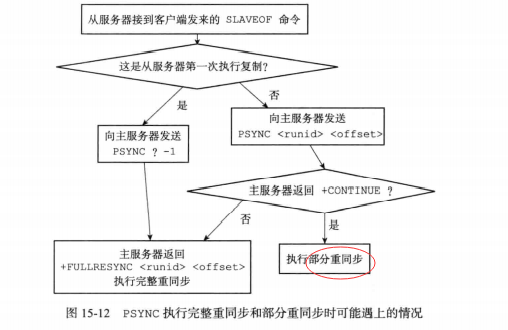 从服务器接到客户端发来的 SLAVEOF 命令
这是从服务器第一次执行复制？
是
否
向主服务器发送
PSYNC ? -1
向主服务器发送
PSYNC <runid> <offset>
主服务器返回 +CONTINUE ？
否
是
主服务器返回
+FULLRESYNC <runid> <offset>
执行完整重同步
执行部分重同步
图 15-12 PSYNC 执行完整重同步和部分重同步时可能遇上的情况